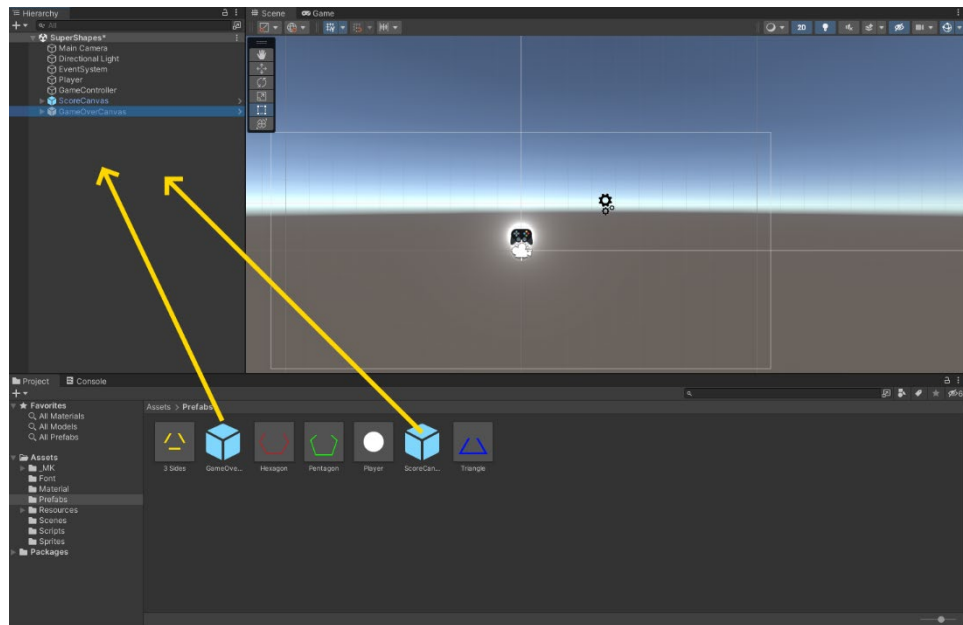 Hierarchy
All
SuperShapes*
Main Camera
Directional Light
EventSystem
Player
GameController
ScoreCanvas
GameOverCanvas
Scene Game
2D
Project Console
6
Favorites
All Materials
All Models
All Prefabs
Assets
_MK
Font
Material
Prefabs
Resources
Scenes
Scripts
Sprites
Packages
Assets > Prefabs
3 Sides GameOve... Hexagon Pentagon Player ScoreCan... Triangle